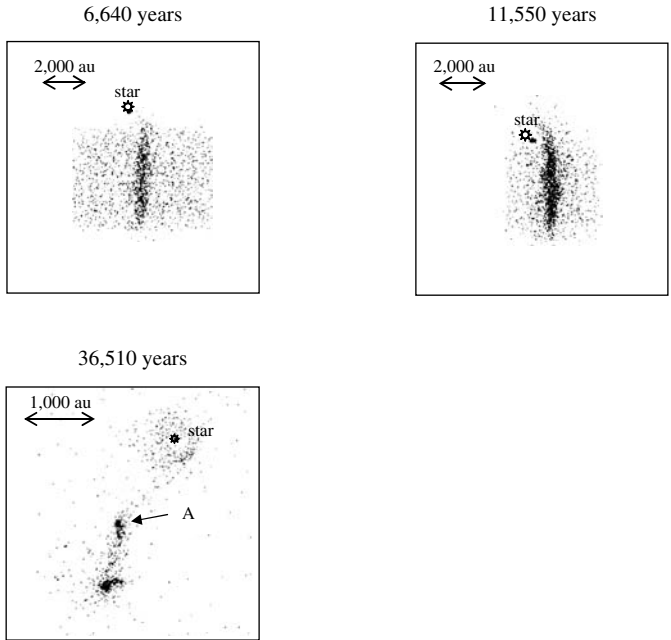 6,640 years
2,000 au
star
11,550 years
2,000 au
star
36,510 years
1,000 au
star
A